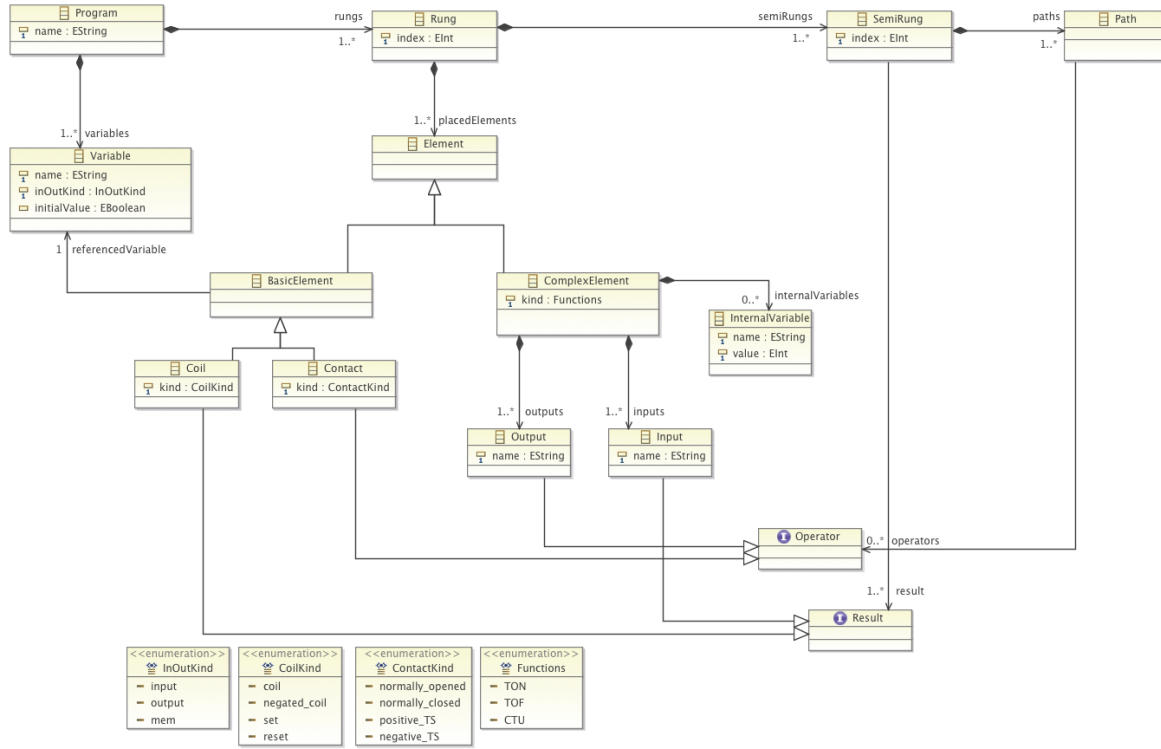 Program
name : EString
rungs
1..*
Rung
index : EInt
semiRungs
1..*
SemiRung
index : EInt
paths
1..*
Path
1..* variables
1..* placedElements
Variable
name : EString
inOutKind : InOutKind
initialValue : EBoolean
Element
1 referencedVariable
BasicElement
ComplexElement
kind : Functions
0..* internalVariables
InternalVariable
name : EString
value : EInt
Coil
kind : CoilKind
Contact
kind : ContactKind
1..* outputs
1..* inputs
Output
name : EString
Input
name : EString
Operator
0..* operators
1..* result
Result
<<enumeration>>
InOutKind
input
output
mem
<<enumeration>>
CoilKind
coil
negated_coil
set
reset
<<enumeration>>
ContactKind
normally_opened
normally_closed
positive_TS
negative_TS
<<enumeration>>
Functions
TON
TOF
CTU